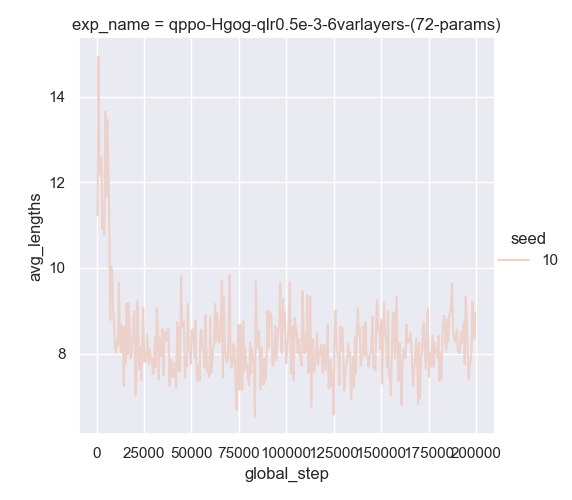 exp_name = qppo-Hgog-qlr0.5e-3-6varlayers-(72-params)
14
12
10
8
avg_lengths
0 25000 50000 75000 100000 125000 150000 175000 200000
global_step
seed
10